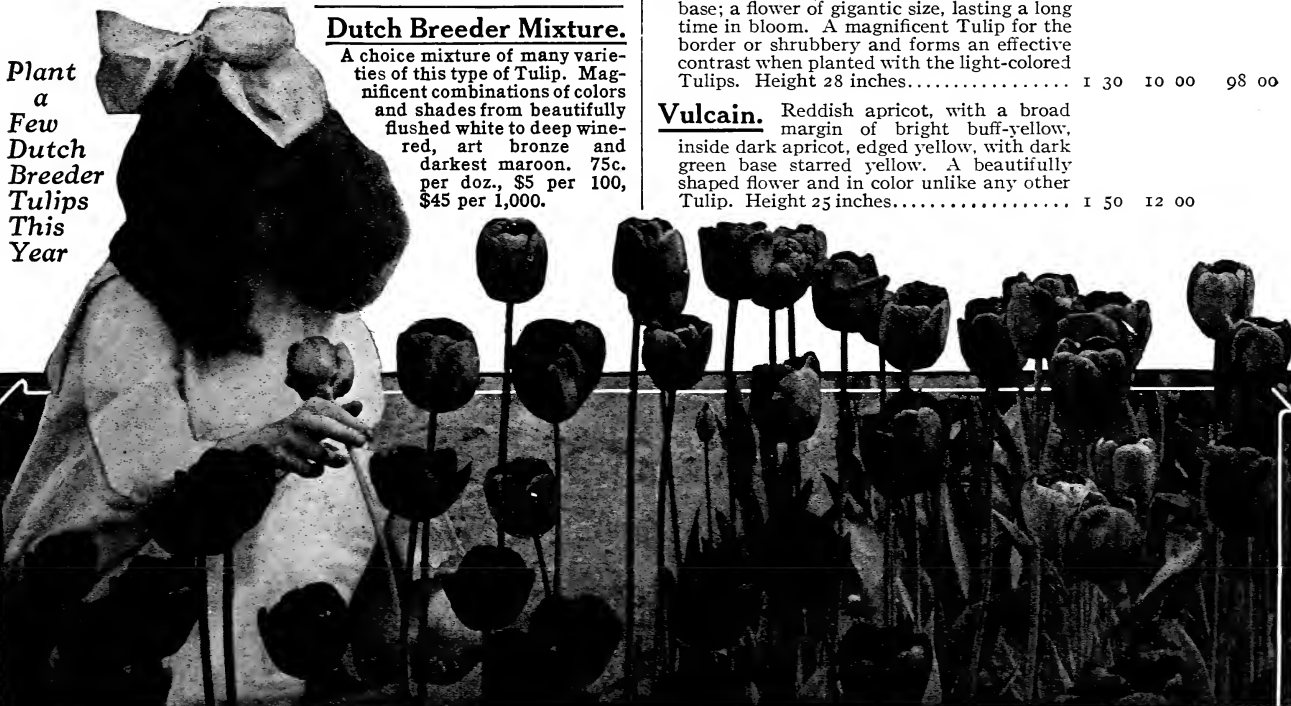 Plant
a
Few
Dutch
Breeder
Tulips
This
Year
Dutch Breeder Mixture.
A choice mixture of many varie-
ties of this type of Tulip. Mag-
nificent combinations of colors
and shades from beautifully
flushed white to deep wine-
red, art bronze and
darkest maroon. 75c.
per doz., $5 per 100,
$45 per 1,000.
base; a flower of gigantic size, lasting a long
time in bloom. A magnificent Tulip for the
border or shrubbery and forms an effective
contrast when planted with the light-colored
Tulips. Height 28 inches................ 1 30 10 00 98 00
Vulcain. Reddish apricot, with a broad
margin of bright buff-yellow,
inside dark apricot, edged yellow, with dark
green base starred yellow. A beautifully
shaped flower and in color unlike any other
Tulip. Height 25 inches.................. 1 50 12 00